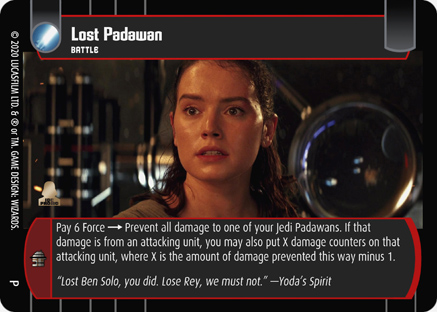 Lost Padawan
BATTLE
© 2020 LUCASFILM LTD. & ® or TM. GAME DESIGN: WIZARDS.
P
Pay 6 Force → Prevent all damage to one of your Jedi Padawans. If that
damage is from an attacking unit, you may also put X damage counters on that
attacking unit, where X is the amount of damage prevented this way minus 1.
"Lost Ben Solo, you did. Lose Rey, we must not." —Yoda's Spirit